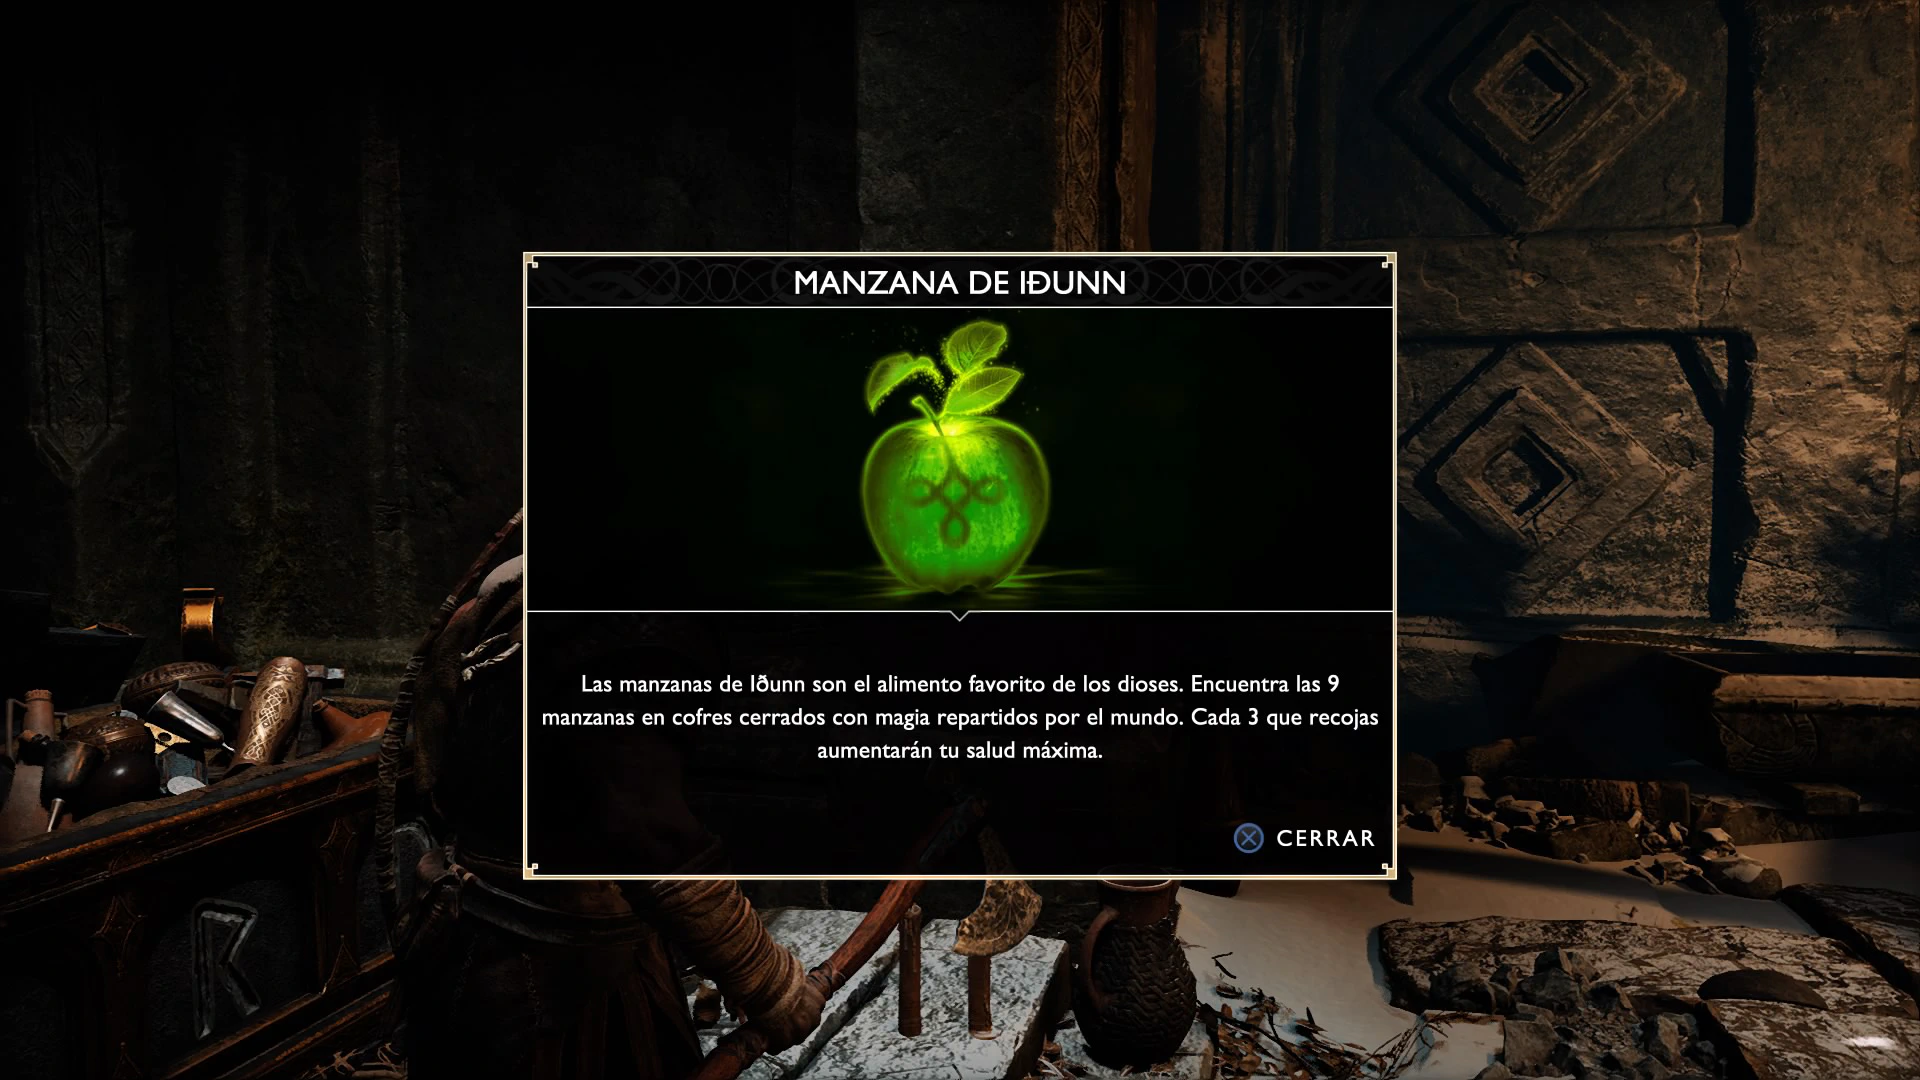 MANZANA DE IÐUNN
Las manzanas de Iðunn son el alimento favorito de los dioses. Encuentra las 9
manzanas en cofres cerrados con magia repartidos por el mundo. Cada 3 que recojas
aumentarán tu salud máxima.
CERRAR
ᚱ